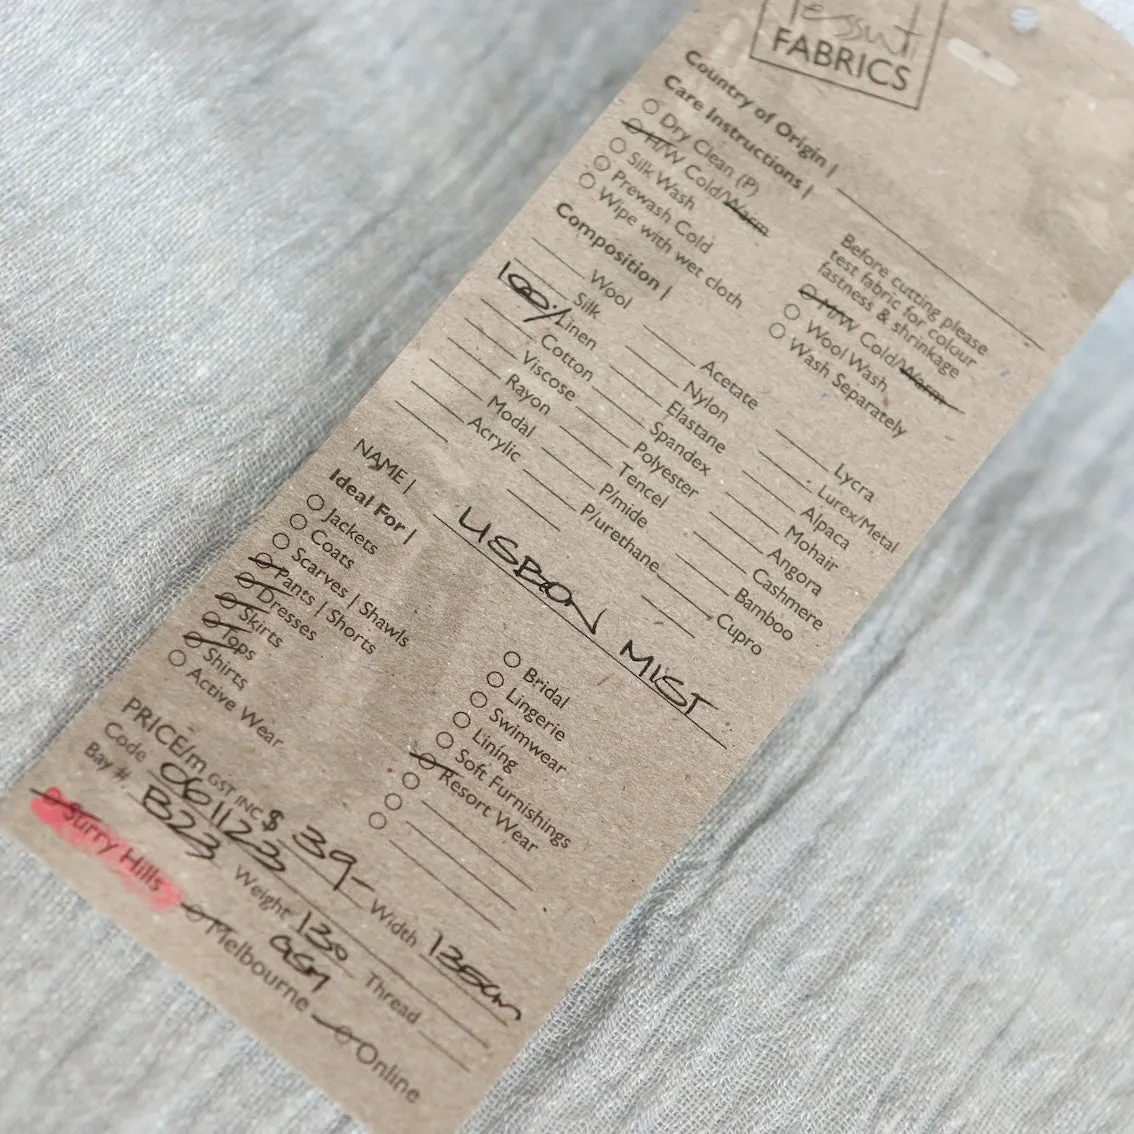 Tessuti
FABRICS
Country of Origin |
Care Instructions |
Dry Clean (P)
H/W Cold/Warm
Silk Wash
Prewash Cold
Wipe with wet cloth
Before cutting please
test fabric for colour
fastness & shrinkage
M/W Cold/Warm
Wool Wash
Wash Separately
Composition |
Wool
Silk
100% Linen
Cotton
Viscose
Rayon
Modal
Acrylic
Acetate
Nylon
Elastane
Spandex
Polyester
Tencel
P/mide
P/urethane
Lycra
Lurex/Metal
Alpaca
Mohair
Angora
Cashmere
Bamboo
Cupro
NAME | LISBON MIST
Ideal For |
Jackets
Coats
Scarves | Shawls
Pants | Shorts
Dresses
Skirts
Tops
Shirts
Active Wear
Bridal
Lingerie
Swimwear
Lining
Soft Furnishings
Resort Wear
PRICE/m GST INC $ 39- Width 135cm
Code 061123 Weight 130 GSM Thread
Bay # B23
Surry Hills Melbourne Online